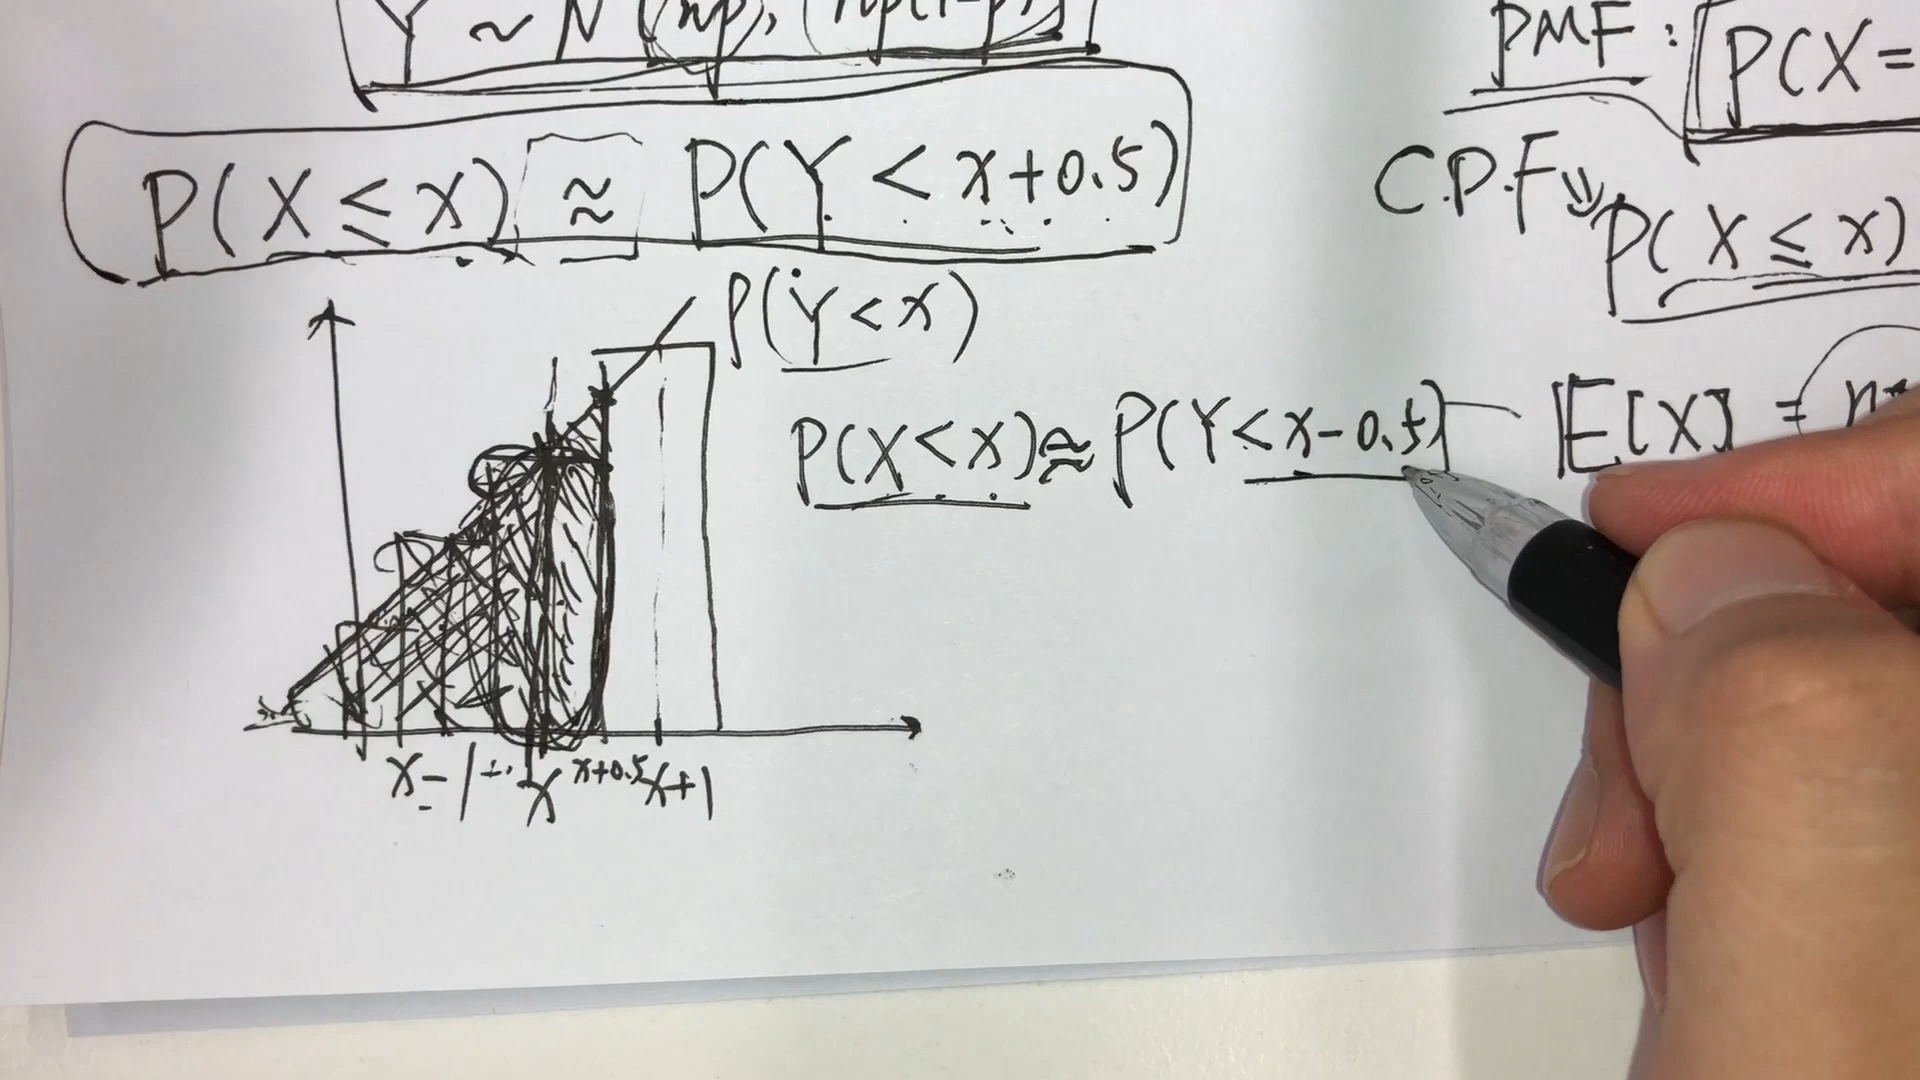 Y ~ N (np), (np(1-p)
P(X ≤ x) ≈ P(Y < x+0.5)
P(Y < x)
P(X < x) ≈ P(Y < x - 0.5)
x-1 x x+0.5 x+1
PMF : P(X =
C.P.F
P(X ≤ x)
E[X] = n